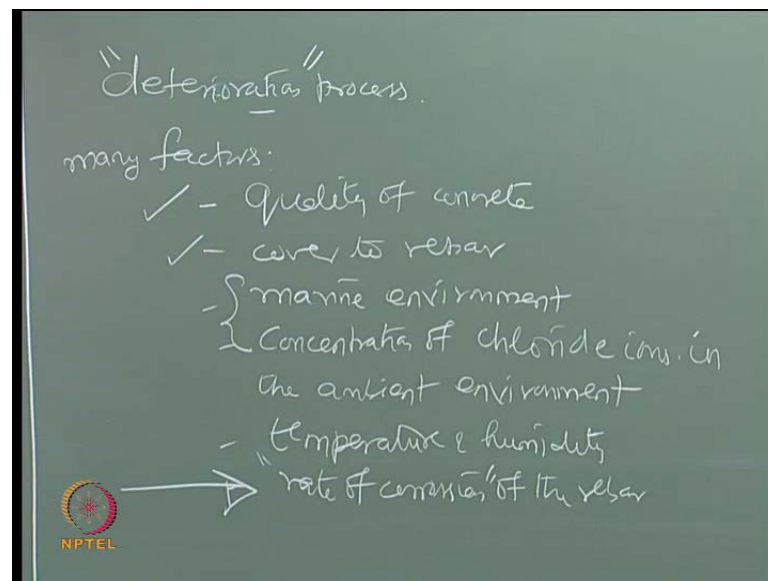 "deterioration" process.
many factors:
✓ - Quality of concrete
✓ - cover to rebar
- { marine environment
Concentration of chloride ions in
the ambient environment
- temperature & humidity
→ "rate of corrosion" of the rebar
NPTEL